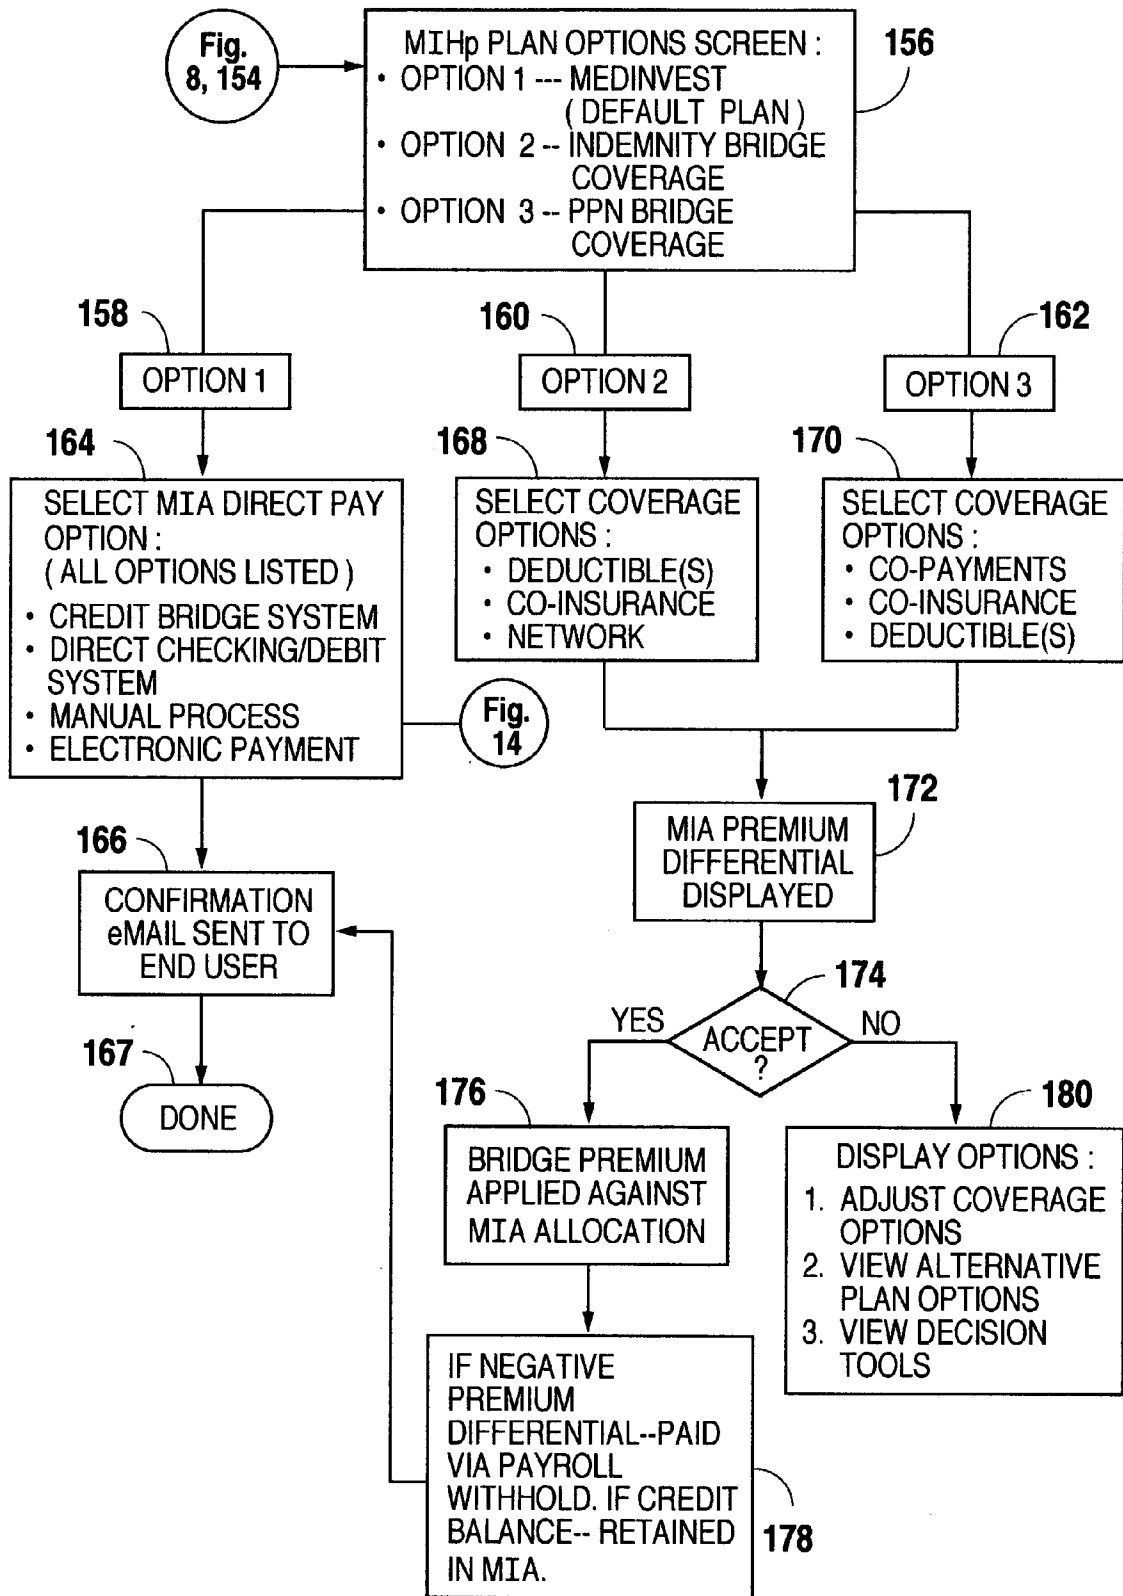 Fig.
8, 154
MIHp PLAN OPTIONS SCREEN :
• OPTION 1 --- MEDINVEST
( DEFAULT PLAN )
• OPTION 2 -- INDEMNITY BRIDGE
COVERAGE
• OPTION 3 -- PPN BRIDGE
COVERAGE
156
158
OPTION 1
160
OPTION 2
162
OPTION 3
164
SELECT MIA DIRECT PAY
OPTION :
( ALL OPTIONS LISTED )
• CREDIT BRIDGE SYSTEM
• DIRECT CHECKING/DEBIT
SYSTEM
• MANUAL PROCESS
• ELECTRONIC PAYMENT
Fig.
14
168
SELECT COVERAGE
OPTIONS :
• DEDUCTIBLE(S)
• CO-INSURANCE
• NETWORK
170
SELECT COVERAGE
OPTIONS :
• CO-PAYMENTS
• CO-INSURANCE
• DEDUCTIBLE(S)
172
MIA PREMIUM
DIFFERENTIAL
DISPLAYED
166
CONFIRMATION
eMAIL SENT TO
END USER
167
DONE
174
YES
ACCEPT
?
NO
176
BRIDGE PREMIUM
APPLIED AGAINST
MIA ALLOCATION
180
DISPLAY OPTIONS :
1. ADJUST COVERAGE
OPTIONS
2. VIEW ALTERNATIVE
PLAN OPTIONS
3. VIEW DECISION
TOOLS
IF NEGATIVE
PREMIUM
DIFFERENTIAL--PAID
VIA PAYROLL
WITHHOLD. IF CREDIT
BALANCE-- RETAINED
IN MIA.
178